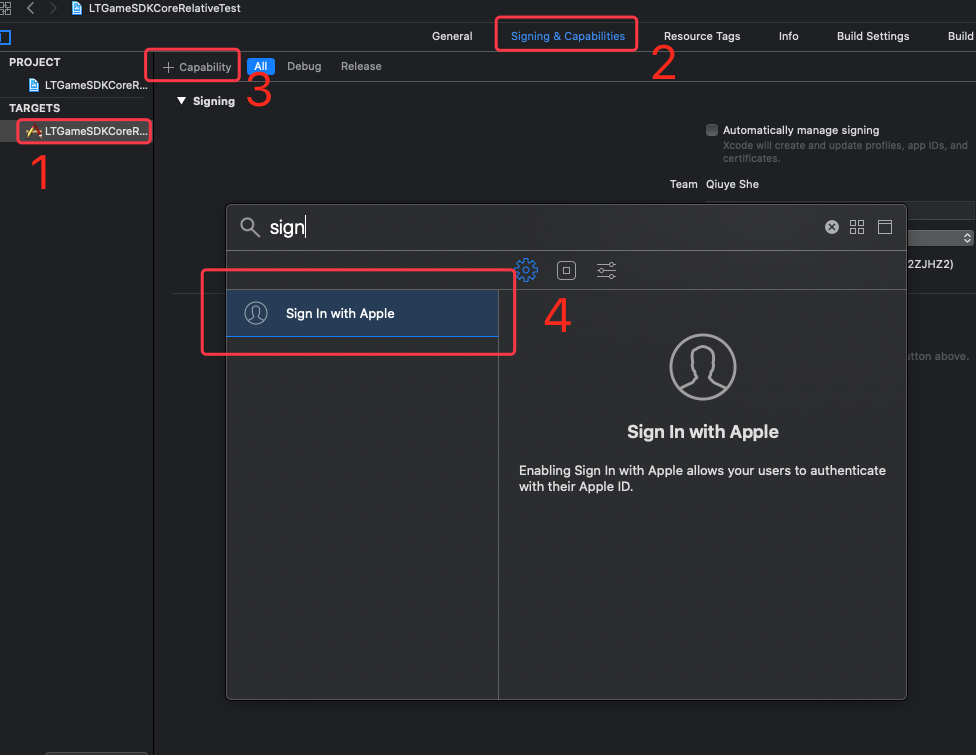 LTGameSDKCoreRelativeTest
General
Signing & Capabilities
Resource Tags
Info
Build Settings
Build
2
PROJECT
LTGameSDKCoreR...
TARGETS
LTGameSDKCoreR...
1
+ Capability
All
Debug
Release
3
Signing
Automatically manage signing
Xcode will create and update profiles, app IDs, and
certificates.
Team Qiuye She
2ZJHZ2)
utton above.
sign
Sign In with Apple
4
Sign In with Apple
Enabling Sign In with Apple allows your users to authenticate
with their Apple ID.